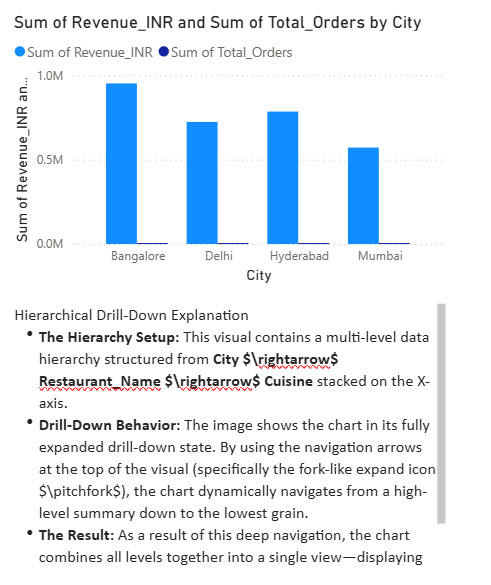 Sum of Revenue_INR and Sum of Total_Orders by City
Sum of Revenue_INR Sum of Total_Orders
Sum of Revenue_INR an...
1.0M
0.5M
0.0M
Bangalore Delhi Hyderabad Mumbai
City
Hierarchical Drill-Down Explanation
• The Hierarchy Setup: This visual contains a multi-level data
hierarchy structured from City $\rightarrow$
Restaurant_Name $\rightarrow$ Cuisine stacked on the X-
axis.
• Drill-Down Behavior: The image shows the chart in its fully
expanded drill-down state. By using the navigation arrows
at the top of the visual (specifically the fork-like expand icon
$\pitchfork$), the chart dynamically navigates from a high-
level summary down to the lowest grain.
• The Result: As a result of this deep navigation, the chart
combines all levels together into a single view—displaying